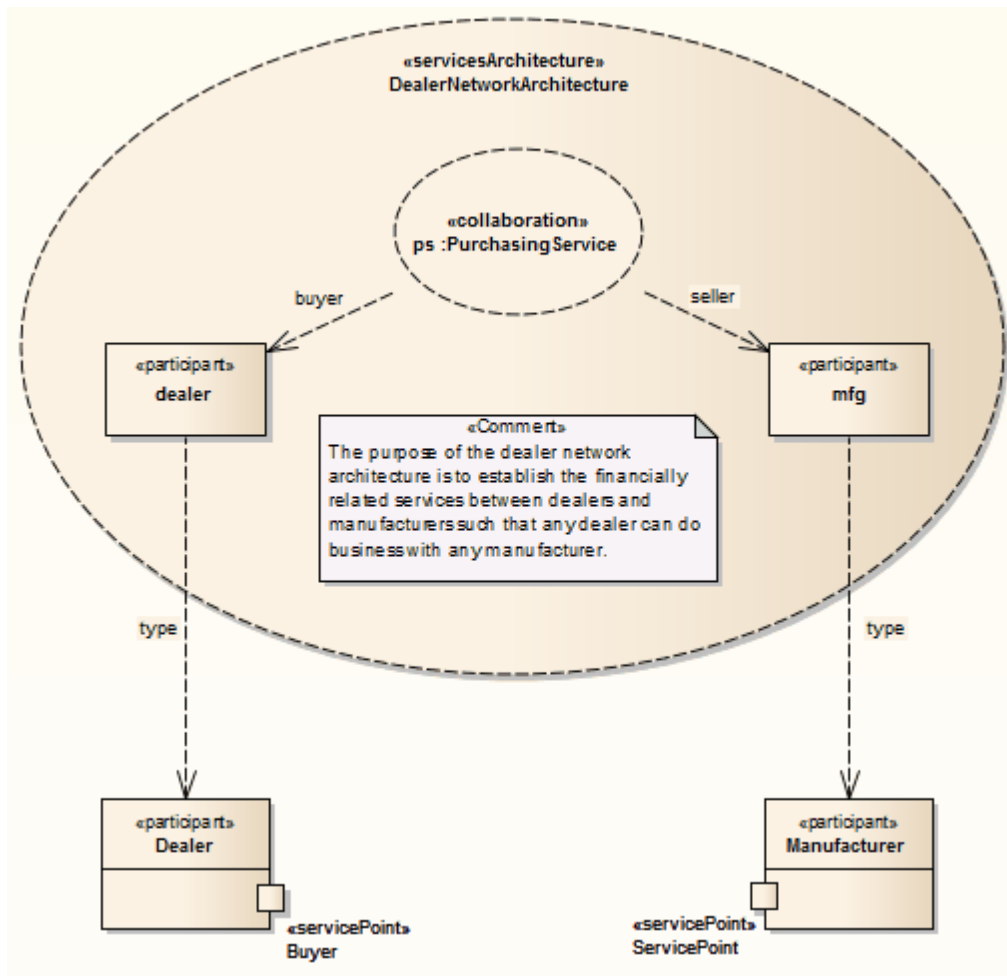 «servicesArchitecture»
DealerNetworkArchitecture
«collaboration»
ps :PurchasingService
buyer
seller
«participant»
dealer
«participant»
mfg
«Comment»
The purpose of the dealer network
architecture is to establish the financially
related services between dealers and
manufacturers such that any dealer can do
business with any manufacturer.
type
type
«participant»
Dealer
«participant»
Manufacturer
«servicePoint»
Buyer
«servicePoint»
ServicePoint